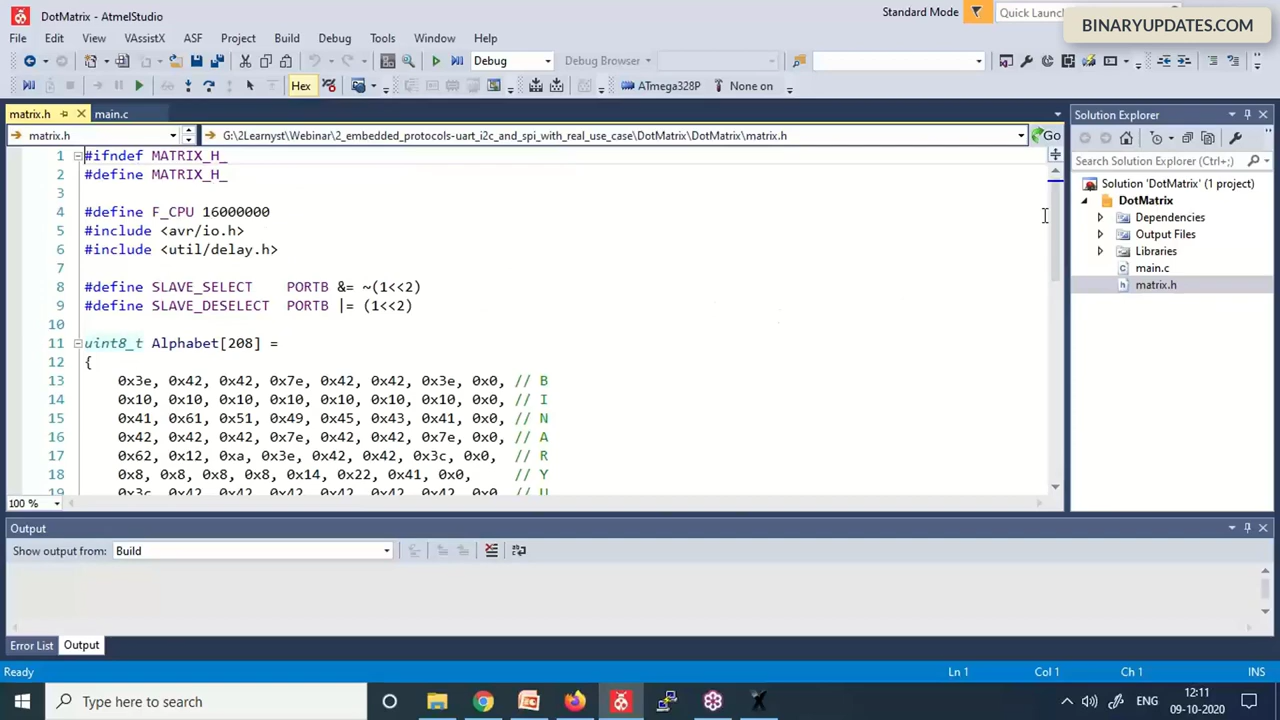 DotMatrix - AtmelStudio
Standard Mode
Quick Launch
BINARYUPDATES.COM
File Edit View VAssistX ASF Project Build Debug Tools Window Help
Debug
Debug Browser
Hex
ATmega328P
None on
matrix.h
main.c
matrix.h
G:\2Learnyst\Webinar\2_embedded_protocols-uart_i2c_and_spi_with_real_use_case\DotMatrix\DotMatrix\matrix.h
Go
1 #ifndef MATRIX_H_
2 #define MATRIX_H_
3
4 #define F_CPU 16000000
5 #include <avr/io.h>
6 #include <util/delay.h>
7
8 #define SLAVE_SELECT PORTB &= ~(1<<2)
9 #define SLAVE_DESELECT PORTB |= (1<<2)
10
11 uint8_t Alphabet[208] =
12 {
13 0x3e, 0x42, 0x42, 0x7e, 0x42, 0x42, 0x3e, 0x0, // B
14 0x10, 0x10, 0x10, 0x10, 0x10, 0x10, 0x10, 0x0, // I
15 0x41, 0x61, 0x51, 0x49, 0x45, 0x43, 0x41, 0x0, // N
16 0x42, 0x42, 0x42, 0x7e, 0x42, 0x42, 0x7e, 0x0, // A
17 0x62, 0x12, 0xa, 0x3e, 0x42, 0x42, 0x3c, 0x0, // R
18 0x8, 0x8, 0x8, 0x8, 0x14, 0x22, 0x41, 0x0, // Y
19 0x3c, 0x42, 0x42, 0x42, 0x42, 0x42, 0x42, 0x0, // U
100 %
Solution Explorer
Search Solution Explorer (Ctrl+;)
Solution 'DotMatrix' (1 project)
DotMatrix
Dependencies
Output Files
Libraries
main.c
matrix.h
Output
Show output from: Build
Error List
Output
Ready
Ln 1
Col 1
Ch 1
INS
Type here to search
ENG
12:11
09-10-2020